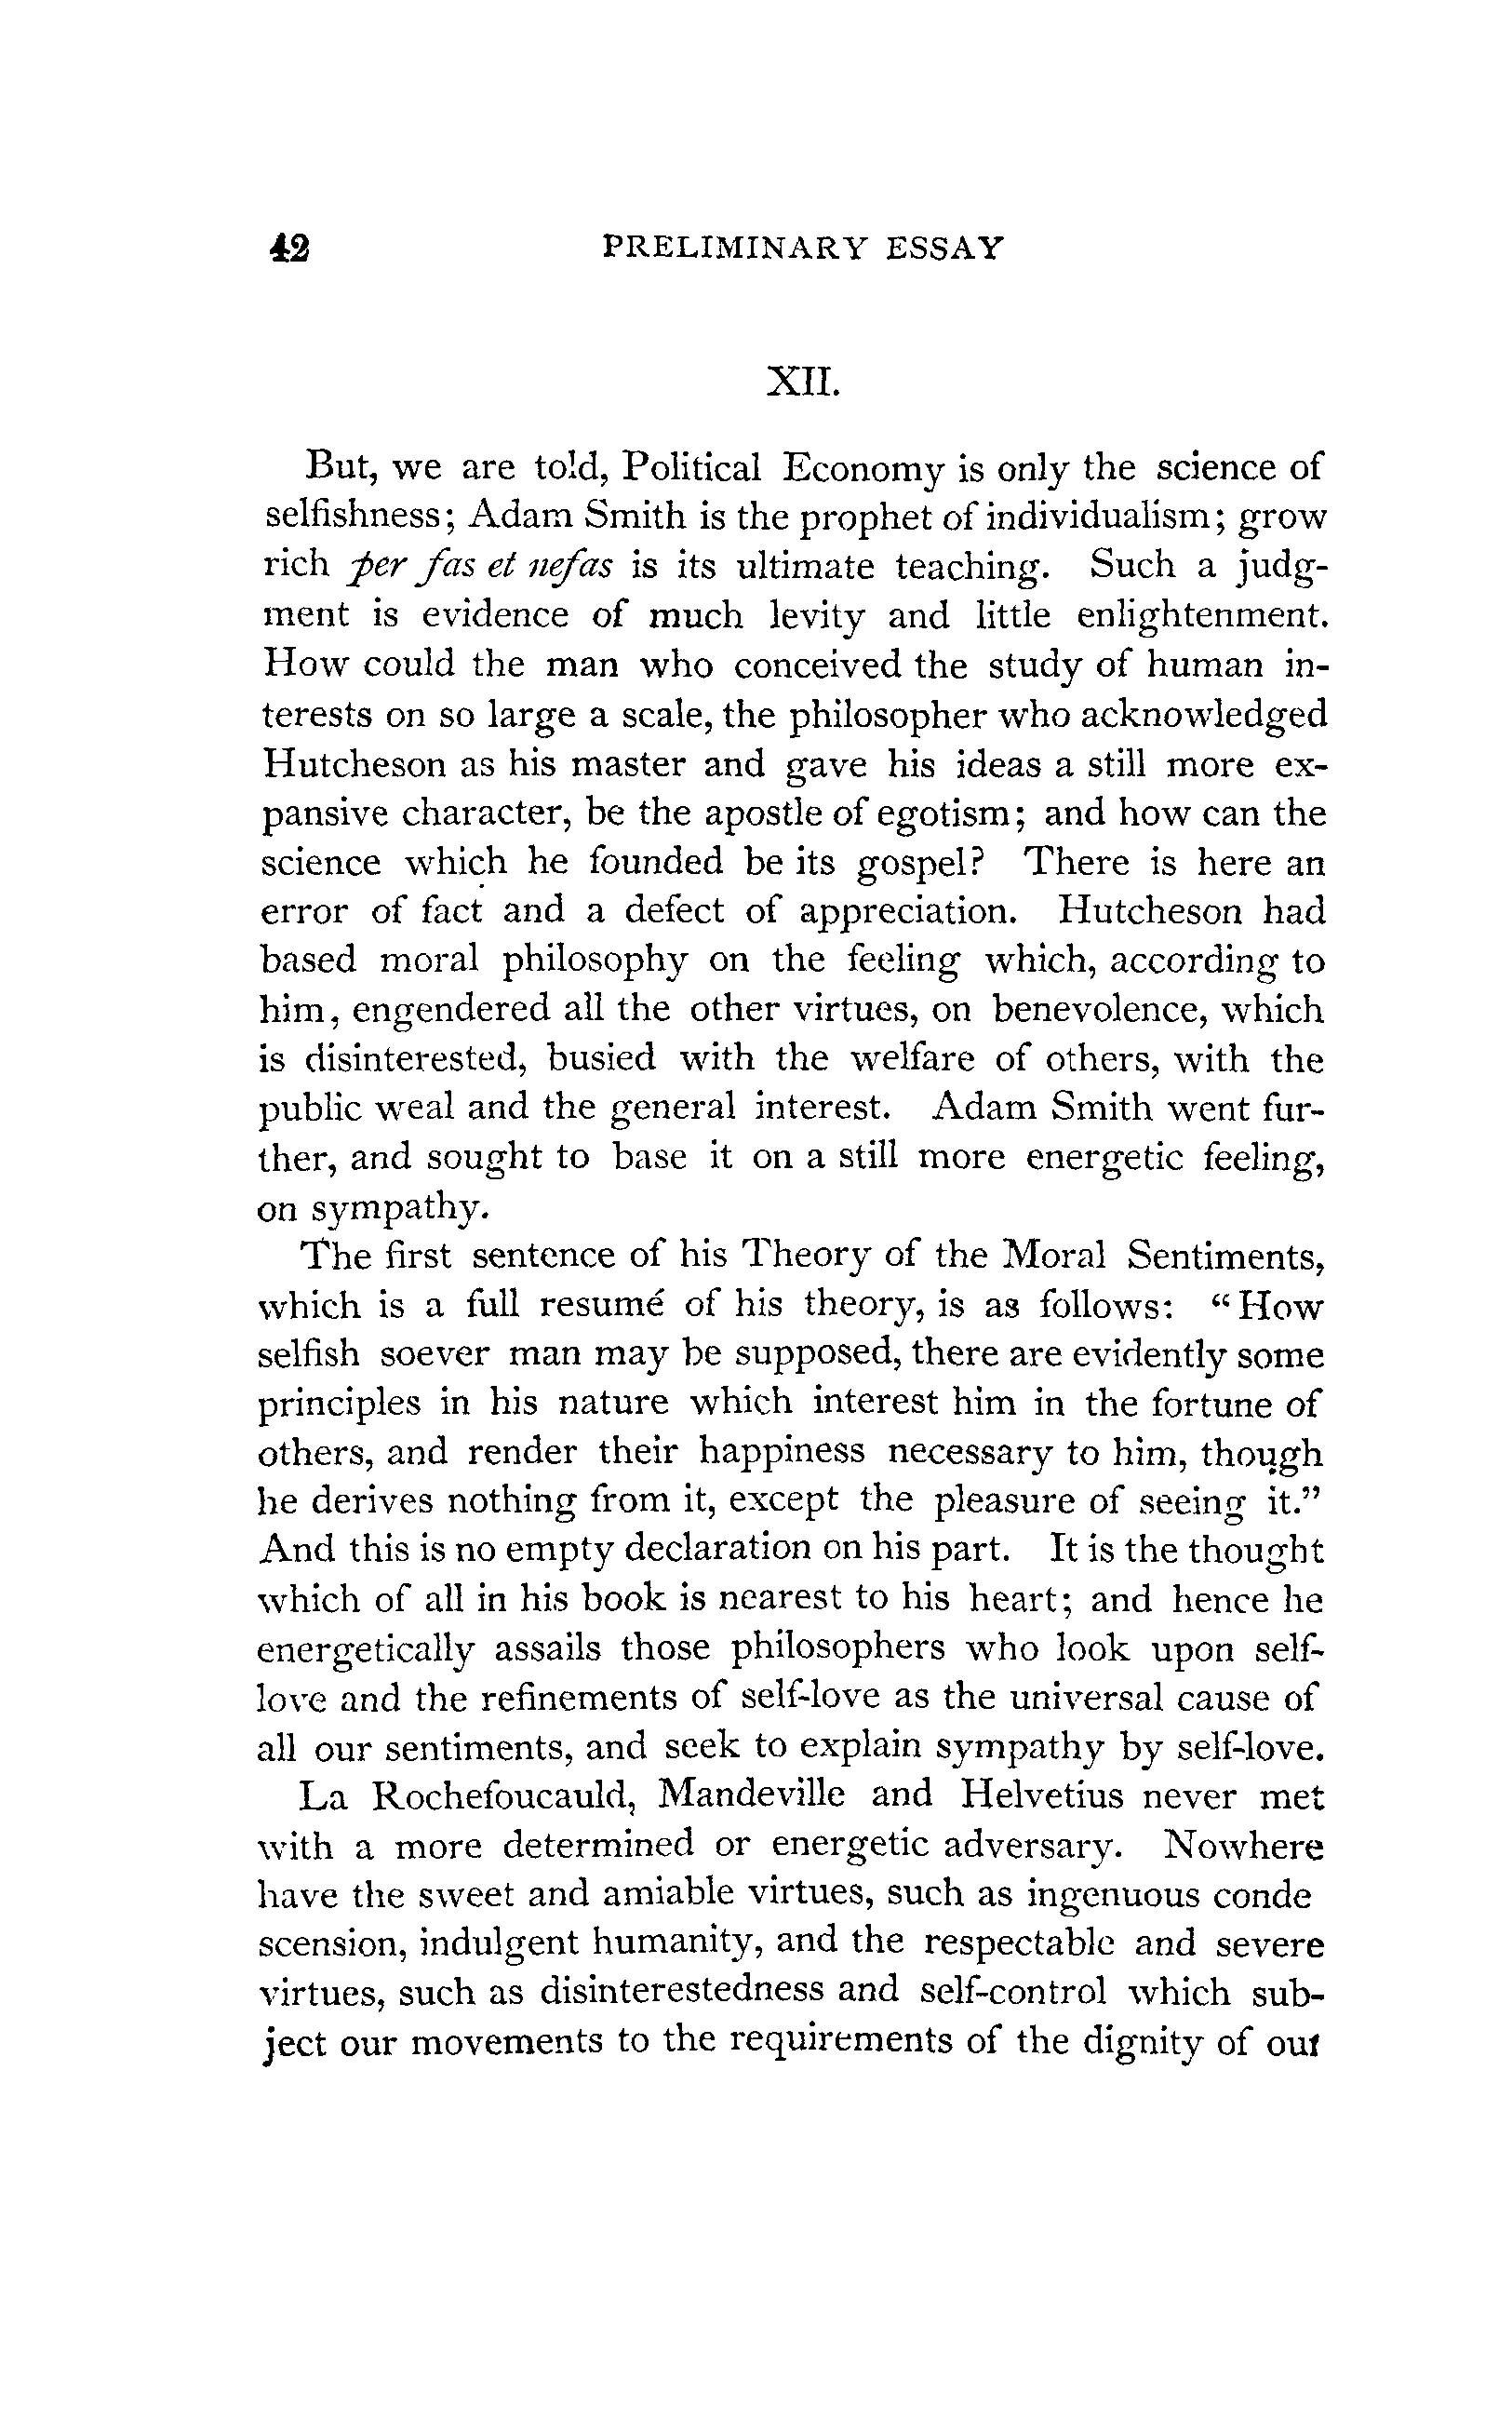 42 PRELIMINARY ESSAY
XII.
But, we are told, Political Economy is only the science of
selfishness; Adam Smith is the prophet of individualism; grow
rich per fas et nefas is its ultimate teaching. Such a judg-
ment is evidence of much levity and little enlightenment.
How could the man who conceived the study of human in-
terests on so large a scale, the philosopher who acknowledged
Hutcheson as his master and gave his ideas a still more ex-
pansive character, be the apostle of egotism; and how can the
science which he founded be its gospel? There is here an
error of fact and a defect of appreciation. Hutcheson had
based moral philosophy on the feeling which, according to
him, engendered all the other virtues, on benevolence, which
is disinterested, busied with the welfare of others, with the
public weal and the general interest. Adam Smith went fur-
ther, and sought to base it on a still more energetic feeling,
on sympathy.
The first sentence of his Theory of the Moral Sentiments,
which is a full resumé of his theory, is as follows: “How
selfish soever man may be supposed, there are evidently some
principles in his nature which interest him in the fortune of
others, and render their happiness necessary to him, though
he derives nothing from it, except the pleasure of seeing it.”
And this is no empty declaration on his part. It is the thought
which of all in his book is nearest to his heart; and hence he
energetically assails those philosophers who look upon self-
love and the refinements of self-love as the universal cause of
all our sentiments, and seek to explain sympathy by self-love.
La Rochefoucauld, Mandeville and Helvetius never met
with a more determined or energetic adversary. Nowhere
have the sweet and amiable virtues, such as ingenuous conde
scension, indulgent humanity, and the respectable and severe
virtues, such as disinterestedness and self-control which sub-
ject our movements to the requirements of the dignity of our